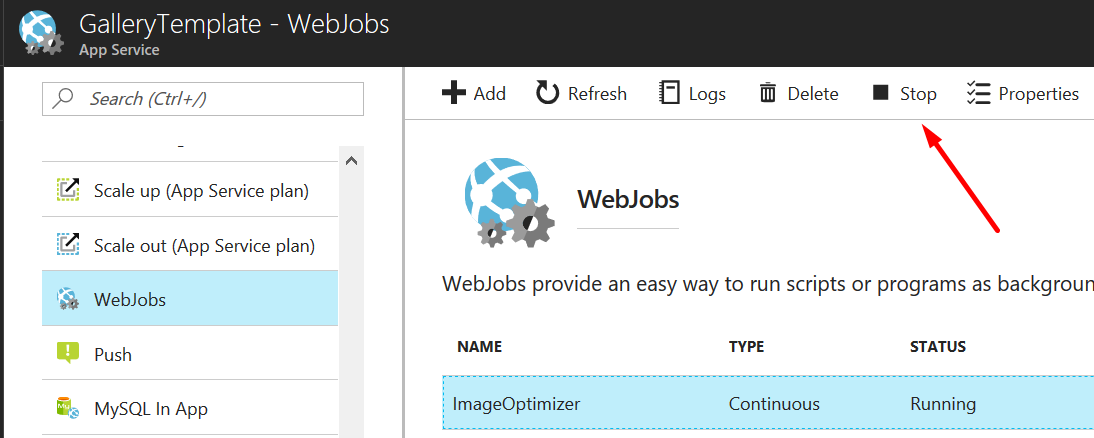 GalleryTemplate - WebJobs
App Service
Search (Ctrl+/)
Scale up (App Service plan)
Scale out (App Service plan)
WebJobs
Push
MySQL In App
Add Refresh Logs Delete Stop Properties
WebJobs
WebJobs provide an easy way to run scripts or programs as backgroun
NAME TYPE STATUS
ImageOptimizer Continuous Running